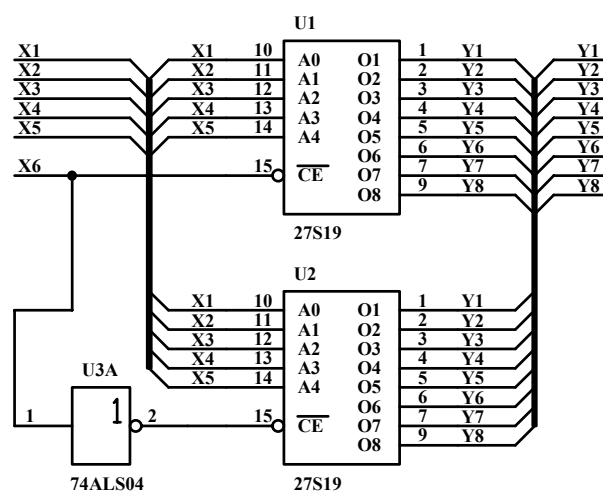 U1
X1 X1 10 A0 O1 1 Y1 Y1
X2 X2 11 A1 O2 2 Y2 Y2
X3 X3 12 A2 O3 3 Y3 Y3
X4 X4 13 A3 O4 4 Y4 Y4
X5 X5 14 A4 O5 5 Y5 Y5
O6 6 Y6 Y6
X6 15 CE O7 7 Y7 Y7
O8 9 Y8 Y8
27S19
U2
X1 10 A0 O1 1 Y1
X2 11 A1 O2 2 Y2
X3 12 A2 O3 3 Y3
X4 13 A3 O4 4 Y4
X5 14 A4 O5 5 Y5
O6 6 Y6
15 CE O7 7 Y7
O8 9 Y8
27S19
U3A
1 1 2
74ALS04